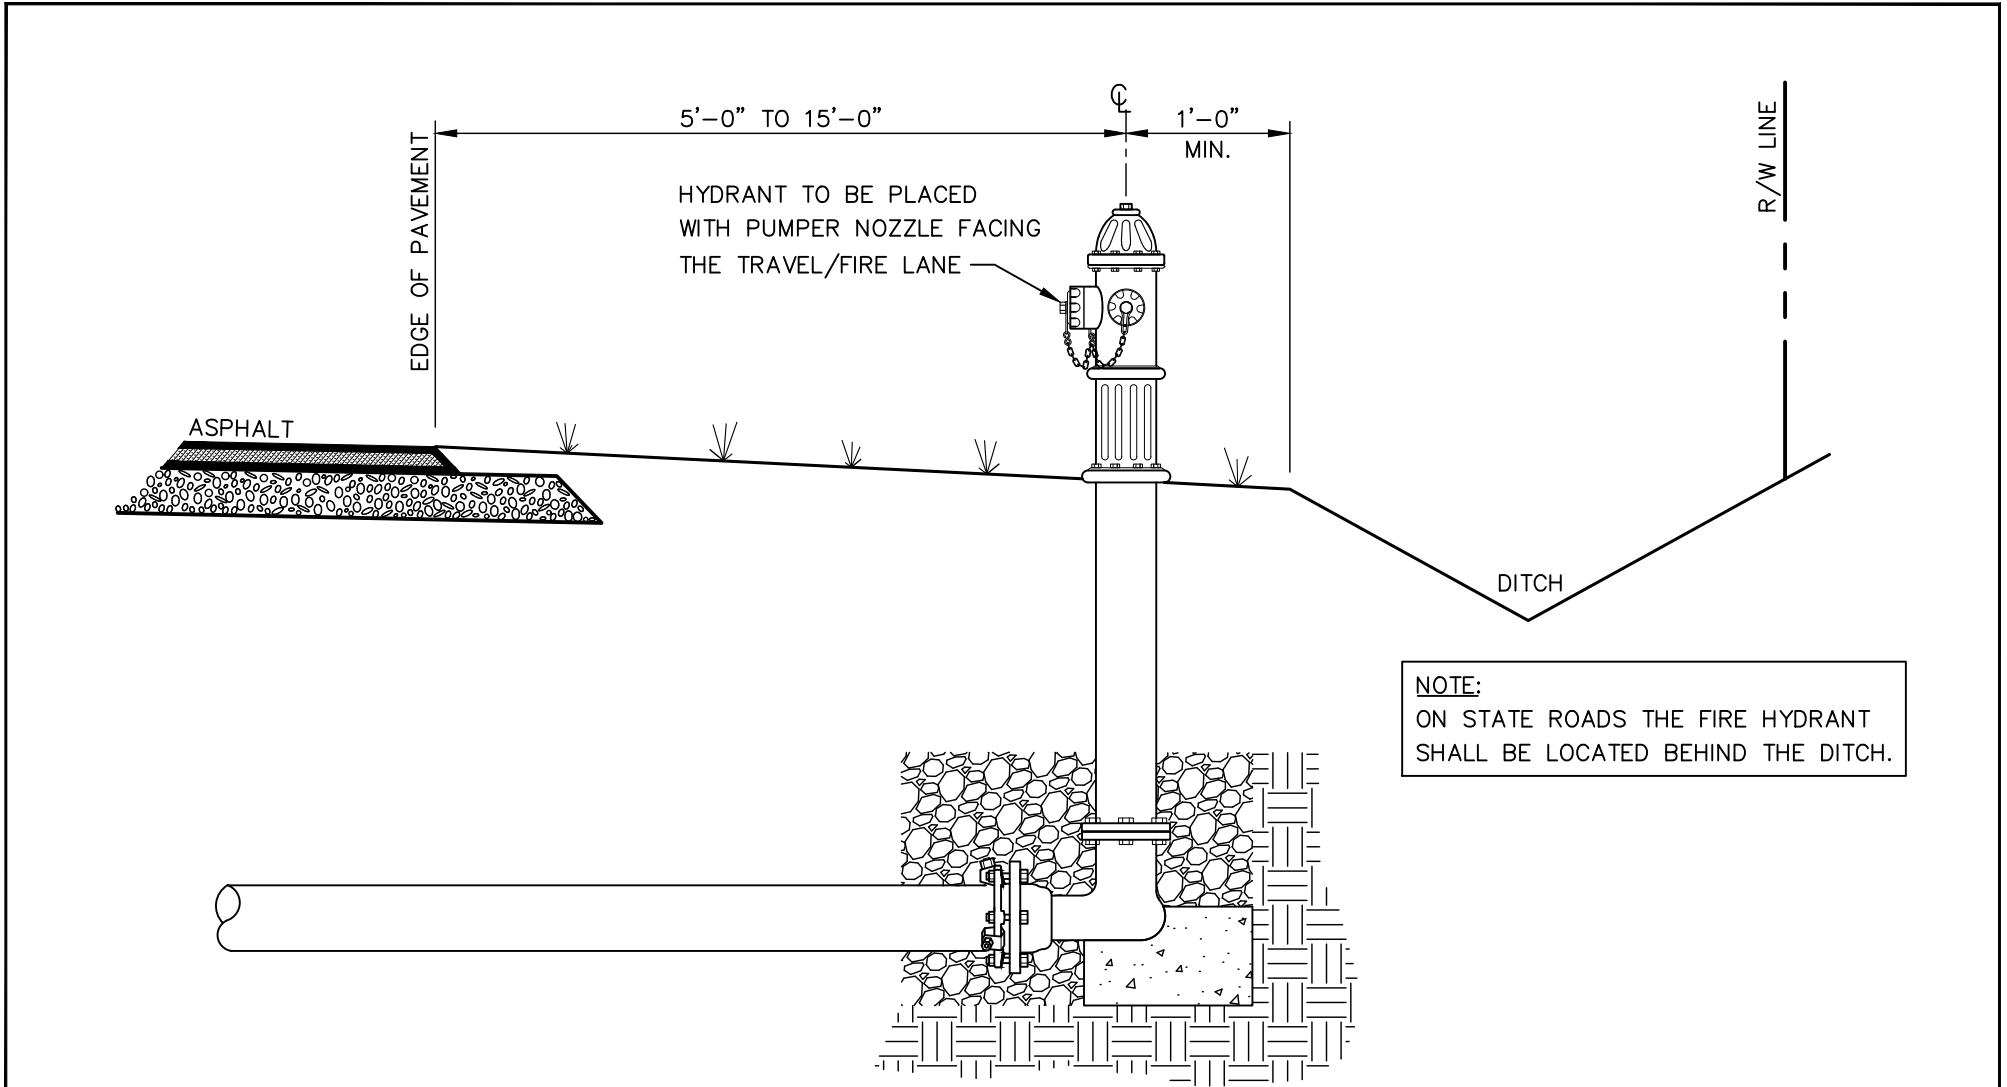 ℄
5'-0" TO 15'-0"
1'-0"
MIN.
EDGE OF PAVEMENT
R/W LINE
HYDRANT TO BE PLACED
WITH PUMPER NOZZLE FACING
THE TRAVEL/FIRE LANE
ASPHALT
DITCH
NOTE:
ON STATE ROADS THE FIRE HYDRANT
SHALL BE LOCATED BEHIND THE DITCH.